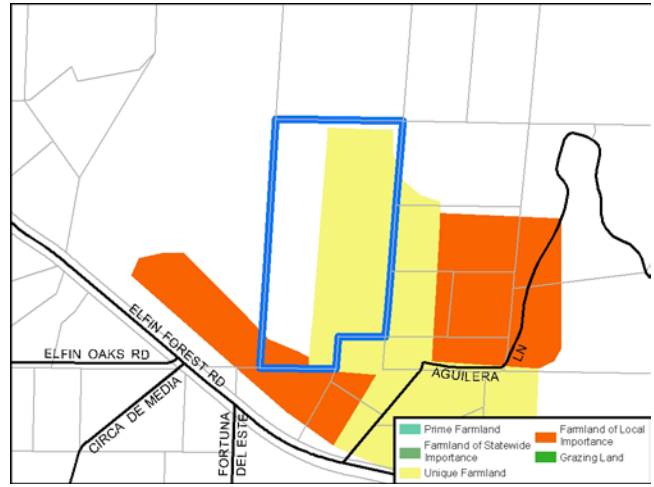 ELFIN FOREST RD
ELFIN OAKS RD
CIRCA DE MEDIA
FORTUNA
DEL ESTE
AGUILERA
LN
Prime Farmland
Farmland of Statewide
Importance
Unique Farmland
Farmland of Local
Importance
Grazing Land